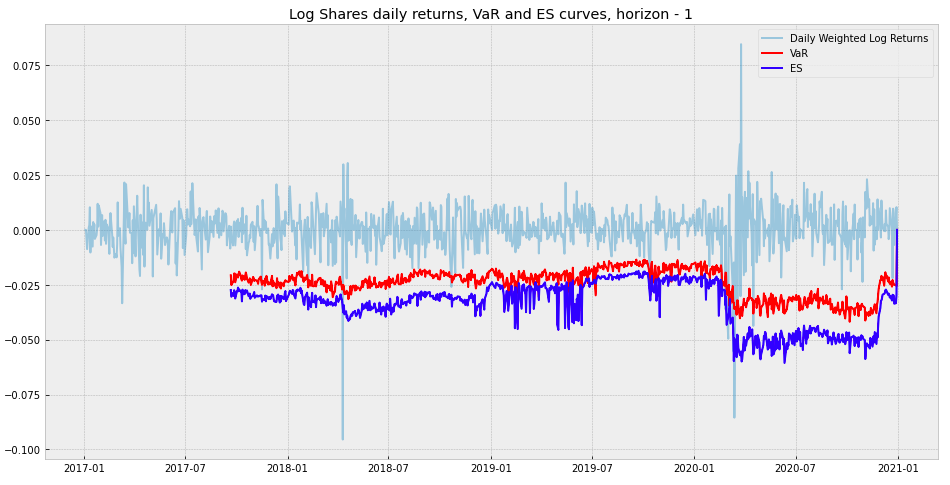 Log Shares daily returns, VaR and ES curves, horizon - 1
Daily Weighted Log Returns
VaR
ES
0.075
0.050
0.025
0.000
−0.025
−0.050
−0.075
−0.100
2017-01 2017-07 2018-01 2018-07 2019-01 2019-07 2020-01 2020-07 2021-01